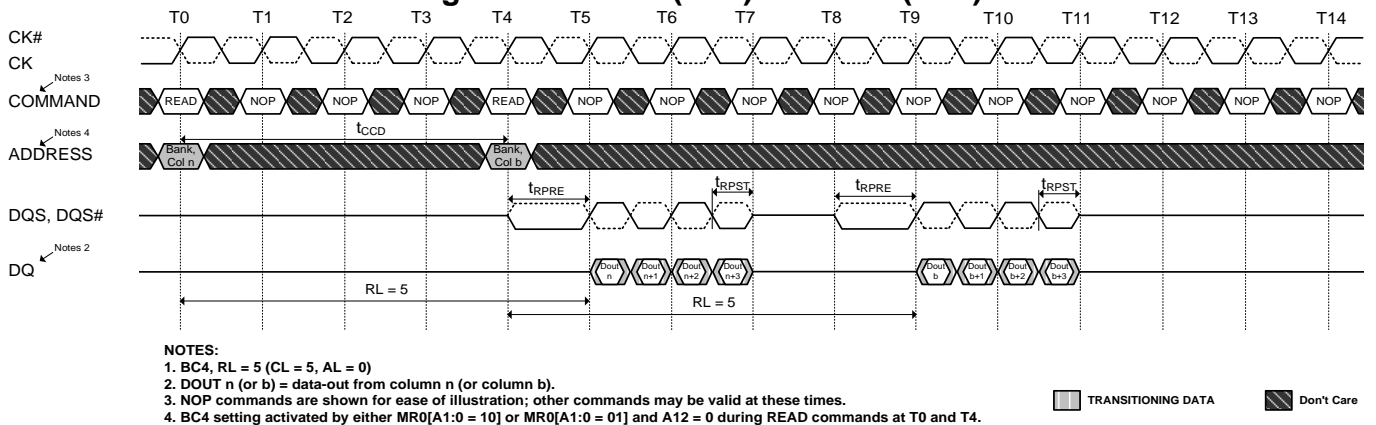 T0 T1 T2 T3 T4 T5 T6 T7 T8 T9 T10 T11 T12 T13 T14
CK#
CK
Notes 3
COMMAND
READ NOP NOP NOP READ NOP NOP NOP NOP NOP NOP NOP NOP NOP NOP
tCCD
Notes 4
ADDRESS
Bank, Col n
Bank, Col b
tRPRE tRPST tRPRE tRPST
DQS, DQS#
Notes 2
DQ
Dout n Dout n+1 Dout n+2 Dout n+3 Dout b Dout b+1 Dout b+2 Dout b+3
RL = 5
RL = 5
NOTES:
1. BC4, RL = 5 (CL = 5, AL = 0)
2. DOUT n (or b) = data-out from column n (or column b).
3. NOP commands are shown for ease of illustration; other commands may be valid at these times.
4. BC4 setting activated by either MR0[A1:0 = 10] or MR0[A1:0 = 01] and A12 = 0 during READ commands at T0 and T4.
TRANSITIONING DATA
Don't Care